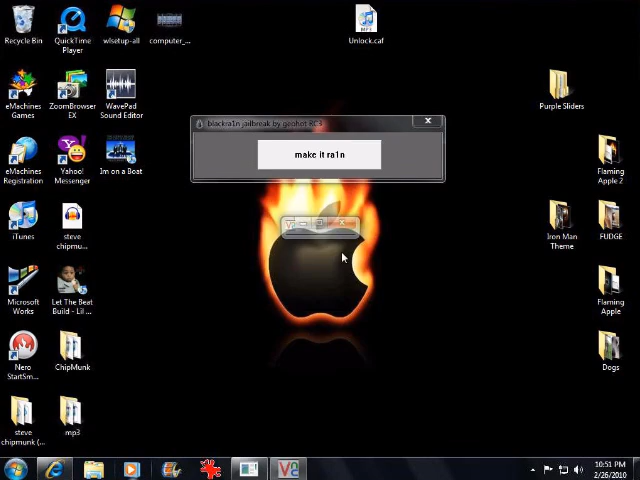 Recycle Bin
QuickTime
Player
wlsetup-all
computer_...
Unlock.caf
eMachines
Games
ZoomBrowser
EX
WavePad
Sound Editor
Purple Sliders
blackra1n jailbreak by geohot RC3
make it ra1n
eMachines
Registration
Yahoo!
Messenger
Im on a Boat
Flaming
Apple 2
iTunes
steve
chipmu...
Iron Man
Theme
FUDGE
Microsoft
Works
Let The Beat
Build - Lil ...
Flaming
Apple
Nero
StartSm...
ChipMunk
Dogs
steve
chipmunk (...
mp3
10:51 PM
2/26/2010